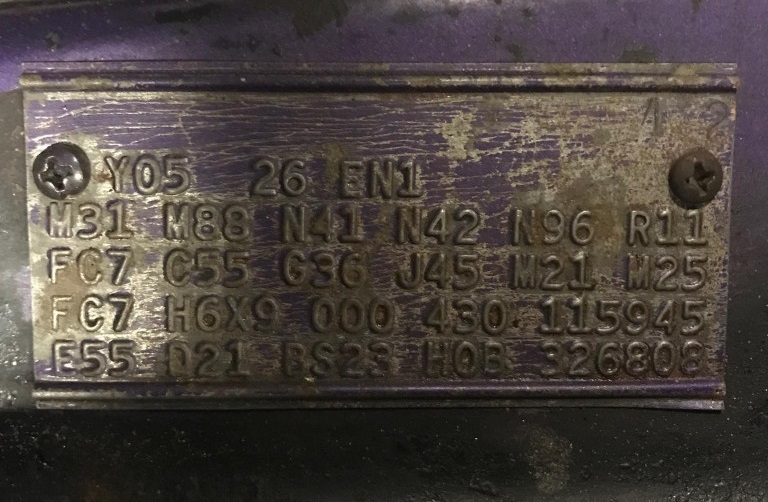 Y05 26 EN1
M31 M88 N41 N42 N96 R11
FC7 C55 G36 J45 M21 M25
FC7 H6X9 000 430 115945
E55 D21 BS23 H0B 326808